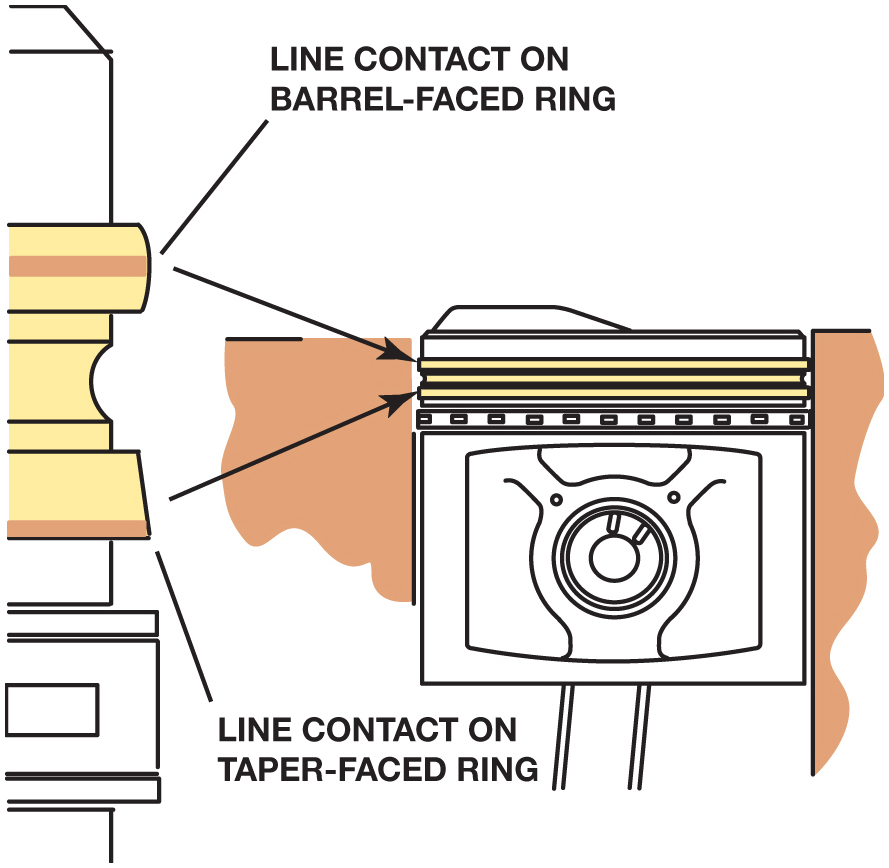 LINE CONTACT ON
BARREL-FACED RING
LINE CONTACT ON
TAPER-FACED RING